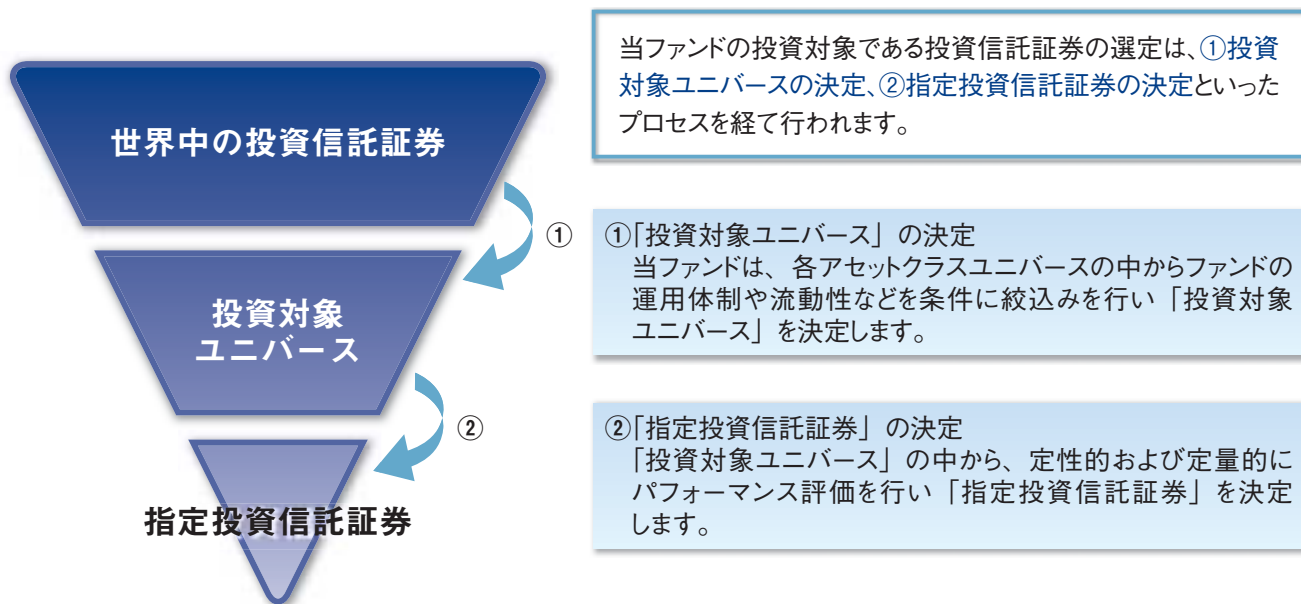 当ファンドの投資対象である投資信託証券の選定は、①投資
対象ユニバースの決定、②指定投資信託証券の決定といった
プロセスを経て行われます。
世界中の投資信託証券
①
投資対象
ユニバース
②
指定投資信託証券
①「投資対象ユニバース」の決定
当ファンドは、各アセットクラスユニバースの中からファンドの
運用体制や流動性などを条件に絞込みを行い「投資対象
ユニバース」を決定します。
②「指定投資信託証券」の決定
「投資対象ユニバース」の中から、定性的および定量的に
パフォーマンス評価を行い「指定投資信託証券」を決定
します。